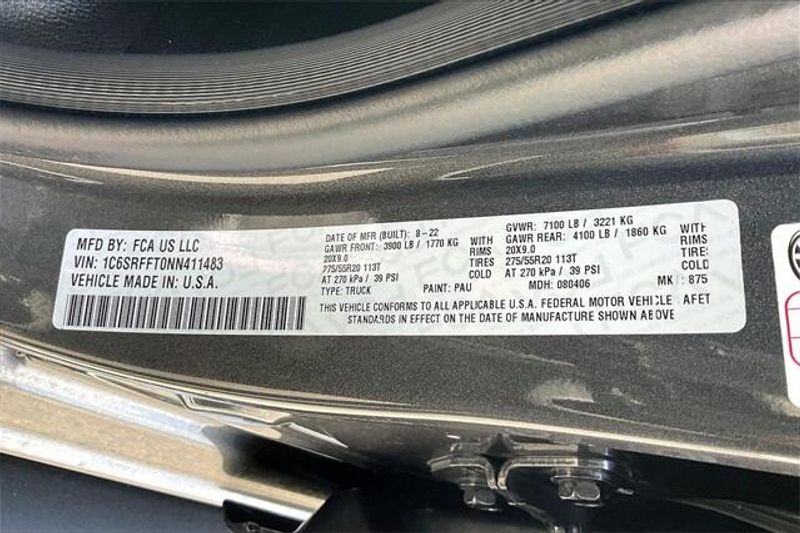 MFD BY: FCA US LLC
VIN: 1C6SRFFT0NN411483
VEHICLE MADE IN: U.S.A.
DATE OF MFR (BUILT): 8-22
GAWR FRONT: 3900 LB / 1770 KG WITH
20X9.0 RIMS
275/55R20 113T TIRES
AT 270 kPa / 39 PSI COLD
TYPE: TRUCK PAINT: PAU
GVWR: 7100 LB / 3221 KG
GAWR REAR: 4100 LB / 1860 KG WITH
20X9.0 RIMS
275/55R20 113T TIRES
AT 270 kPa / 39 PSI COLD
MDH: 080406 MK : 875
THIS VEHICLE CONFORMS TO ALL APPLICABLE U.S.A. FEDERAL MOTOR VEHICLE AFET
STANDARDS IN EFFECT ON THE DATE OF MANUFACTURE SHOWN ABOVE